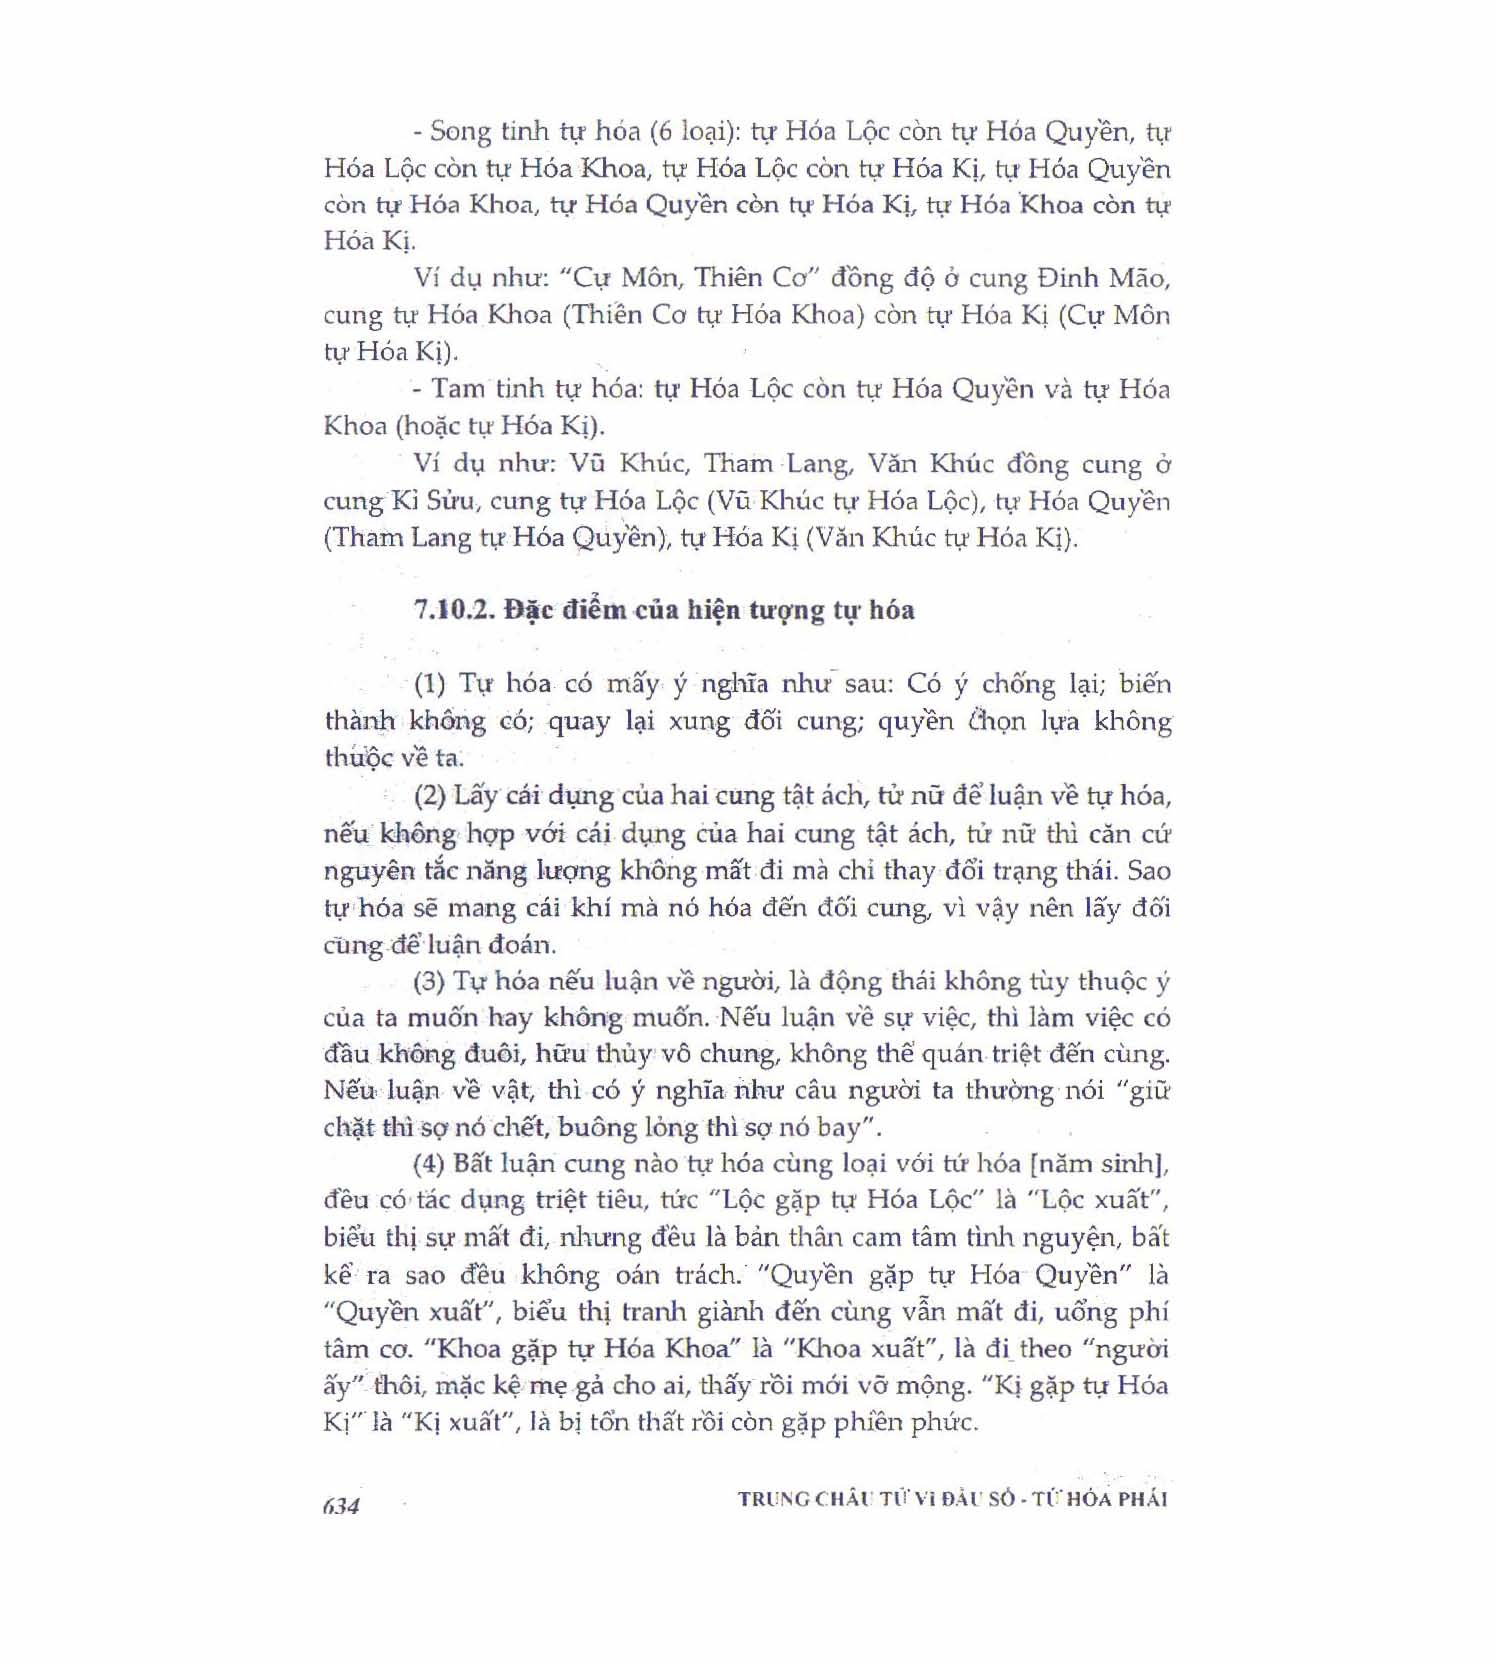 - Song tinh tự hóa (6 loại): tự Hóa Lộc còn tự Hóa Quyền, tự
Hóa Lộc còn tự Hóa Khoa, tự Hóa Lộc còn tự Hóa Kị, tự Hóa Quyền
còn tự Hóa Khoa, tự Hóa Quyền còn tự Hóa Kị, tự Hóa Khoa còn tự
Hóa Kị.
Ví dụ như: "Cự Môn, Thiên Cơ" đồng độ ở cung Đinh Mão,
cung tự Hóa Khoa (Thiên Cơ tự Hóa Khoa) còn tự Hóa Kị (Cự Môn
tự Hóa Kị).
- Tam tinh tự hóa: tự Hóa Lộc còn tự Hóa Quyền và tự Hóa
Khoa (hoặc tự Hóa Kị).
Ví dụ như: Vũ Khúc, Tham Lang, Văn Khúc đồng cung ở
cung Kỉ Sửu, cung tự Hóa Lộc (Vũ Khúc tự Hóa Lộc), tự Hóa Quyền
(Tham Lang tự Hóa Quyền), tự Hóa Kị (Văn Khúc tự Hóa Kị).
7.10.2. Đặc điểm của hiện tượng tự hóa
(1) Tự hóa có mấy ý nghĩa như sau: Có ý chống lại; biến
thành không có; quay lại xung đối cung; quyền chọn lựa không
thuộc về ta.
(2) Lấy cái dụng của hai cung tật ách, tử nữ để luận về tự hóa,
nếu không hợp với cái dụng của hai cung tật ách, tử nữ thì căn cứ
nguyên tắc năng lượng không mất đi mà chỉ thay đổi trạng thái. Sao
tự hóa sẽ mang cái khí mà nó hóa đến đối cung, vì vậy nên lấy đối
cung để luận đoán.
(3) Tự hóa nếu luận về người, là động thái không tùy thuộc ý
của ta muốn hay không muốn. Nếu luận về sự việc, thì làm việc có
đầu không đuôi, hữu thủy vô chung, không thể quán triệt đến cùng.
Nếu luận về vật, thì có ý nghĩa như câu người ta thường nói "giữ
chặt thì sợ nó chết, buông lỏng thì sợ nó bay".
(4) Bất luận cung nào tự hóa cùng loại với tứ hóa [năm sinh],
đều có tác dụng triệt tiêu, tức "Lộc gặp tự Hóa Lộc" là "Lộc xuất",
biểu thị sự mất đi, nhưng đều là bản thân cam tâm tình nguyện, bất
kể ra sao đều không oán trách. "Quyền gặp tự Hóa Quyền" là
"Quyền xuất", biểu thị tranh giành đến cùng vẫn mất đi, uổng phí
tâm cơ. "Khoa gặp tự Hóa Khoa" là "Khoa xuất", là đi theo "người
ấy" thôi, mặc kệ mẹ gả cho ai, thấy rồi mới vỡ mộng. "Kị gặp tự Hóa
Kị" là "Kị xuất", là bị tổn thất rồi còn gặp phiền phức.
634
TRUNG CHÂU TỬ VI ĐẨU SỐ - TỨ HÓA PHÁI